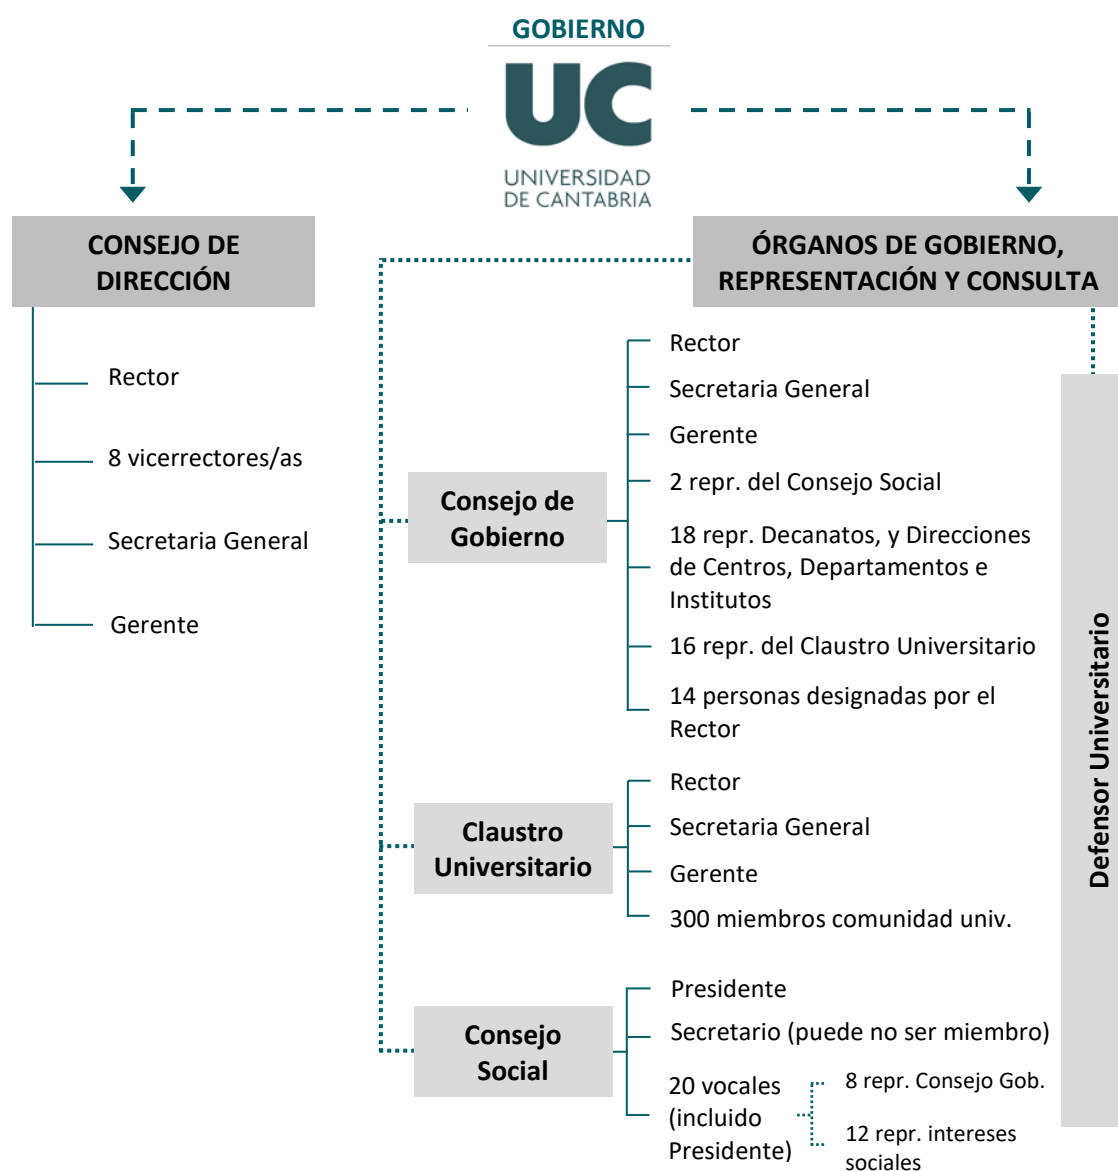 GOBIERNO
UC
UNIVERSIDAD
DE CANTABRIA
CONSEJO DE
DIRECCIÓN
Rector
8 vicerrectores/as
Secretaria General
Gerente
ÓRGANOS DE GOBIERNO,
REPRESENTACIÓN Y CONSULTA
Consejo de
Gobierno
Rector
Secretaria General
Gerente
2 repr. del Consejo Social
18 repr. Decanatos, y Direcciones
de Centros, Departamentos e
Institutos
16 repr. del Claustro Universitario
14 personas designadas por el
Rector
Claustro
Universitario
Rector
Secretaria General
Gerente
300 miembros comunidad univ.
Consejo
Social
Presidente
Secretario (puede no ser miembro)
20 vocales
(incluido
Presidente)
8 repr. Consejo Gob.
12 repr. intereses
sociales
Defensor Universitario